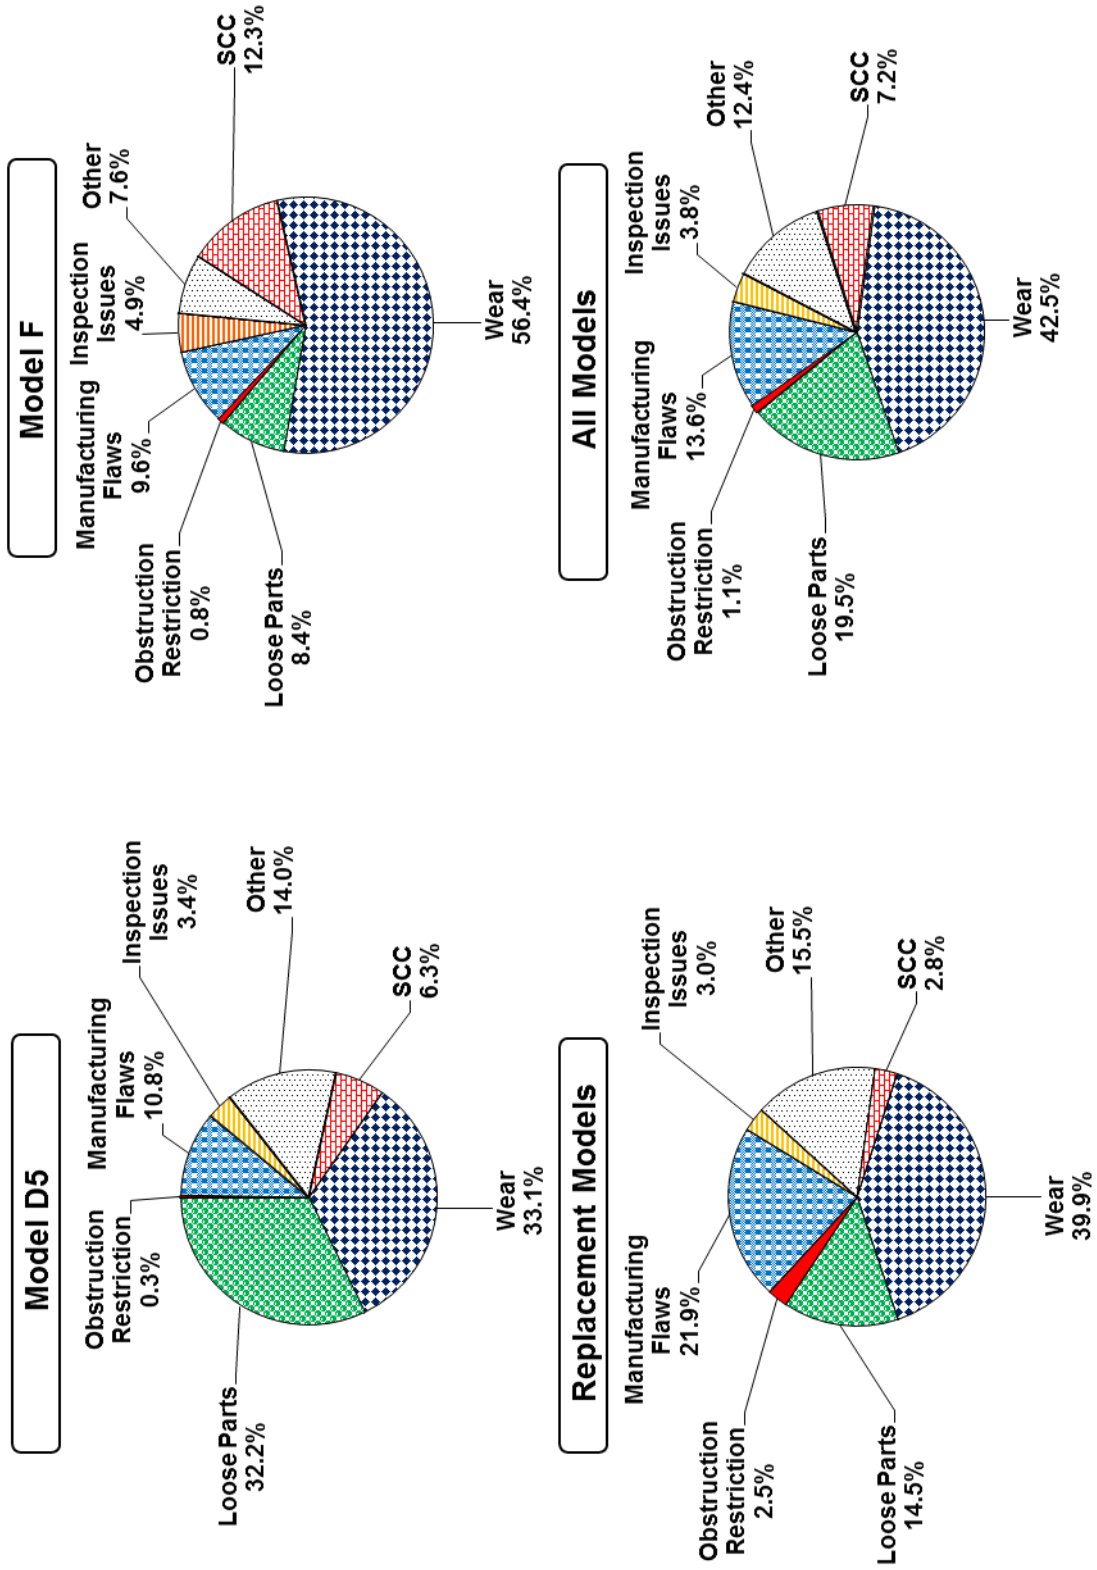 Model D5
Obstruction
Restriction
0.3%
Manufacturing
Flaws
10.8%
Inspection
Issues
3.4%
Other
14.0%
SCC
6.3%
Wear
33.1%
Loose Parts
32.2%
Model F
Obstruction
Restriction
0.8%
Manufacturing
Flaws
9.6%
Inspection
Issues
4.9%
Other
7.6%
SCC
12.3%
Wear
56.4%
Loose Parts
8.4%
Replacement Models
Obstruction
Restriction
2.5%
Manufacturing
Flaws
21.9%
Inspection
Issues
3.0%
Other
15.5%
SCC
2.8%
Wear
39.9%
Loose Parts
14.5%
All Models
Obstruction
Restriction
1.1%
Manufacturing
Flaws
13.6%
Inspection
Issues
3.8%
Other
12.4%
SCC
7.2%
Wear
42.5%
Loose Parts
19.5%